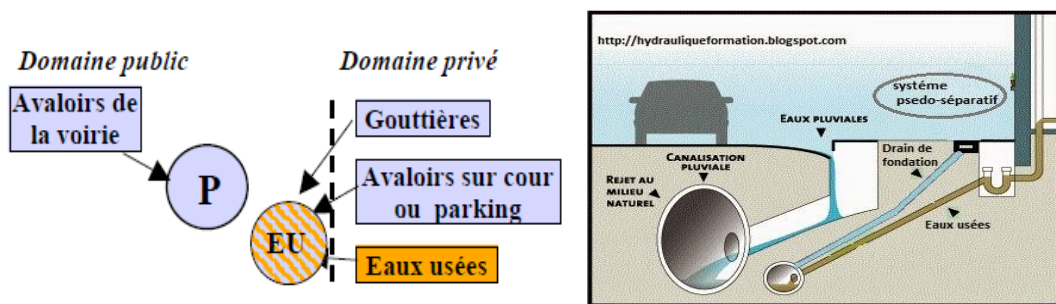 Domaine public
Domaine privé
Avaloirs de
la voirie
Gouttières
P
Avaloirs sur cour
ou parking
EU
Eaux usées
http://hydrauliqueformation.blogspot.com
systéme
psedo-séparatif
EAUX PLUVIALES
Drain de
fondation
CANALISATION
PLUVIALE
REJET AU
MILIEU
NATUREL
Eaux usées